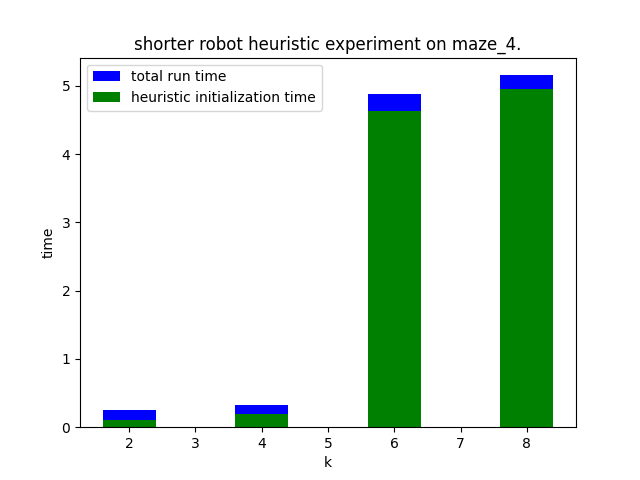 shorter robot heuristic experiment on maze_4.
total run time
heuristic initialization time
5
4
3
2
1
0
time
2 3 4 5 6 7 8
k